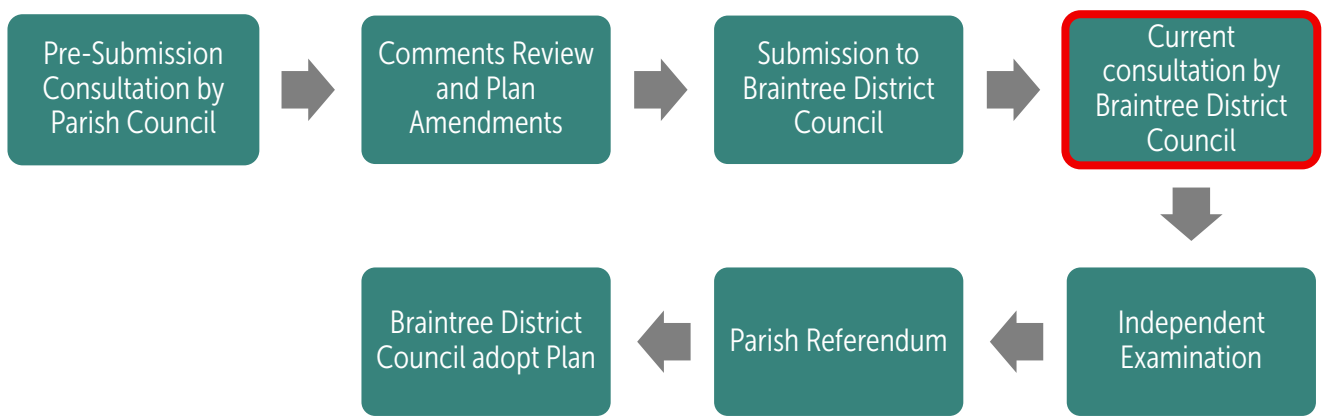 Pre-Submission
Consultation by
Parish Council
Comments Review
and Plan
Amendments
Submission to
Braintree District
Council
Current
consultation by
Braintree District
Council
Independent
Examination
Parish Referendum
Braintree District
Council adopt Plan